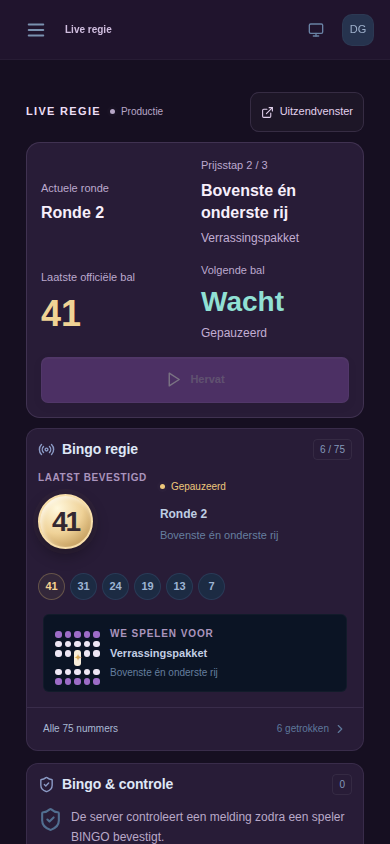 Live regie
DG
LIVE REGIE
Productie
Uitzendvenster
Prijsstap 2 / 3
Actuele ronde
Ronde 2
Bovenste én
onderste rij
Verrassingspakket
Laatste officiële bal
41
Volgende bal
Wacht
Gepauzeerd
Hervat
Bingo regie
6 / 75
LAATST BEVESTIGD
41
Gepauzeerd
Ronde 2
Bovenste én onderste rij
41 31 24 19 13 7
WE SPELEN VOOR
Verrassingspakket
Bovenste én onderste rij
Alle 75 nummers
6 getrokken
Bingo & controle
0
De server controleert een melding zodra een speler
BINGO bevestigt.